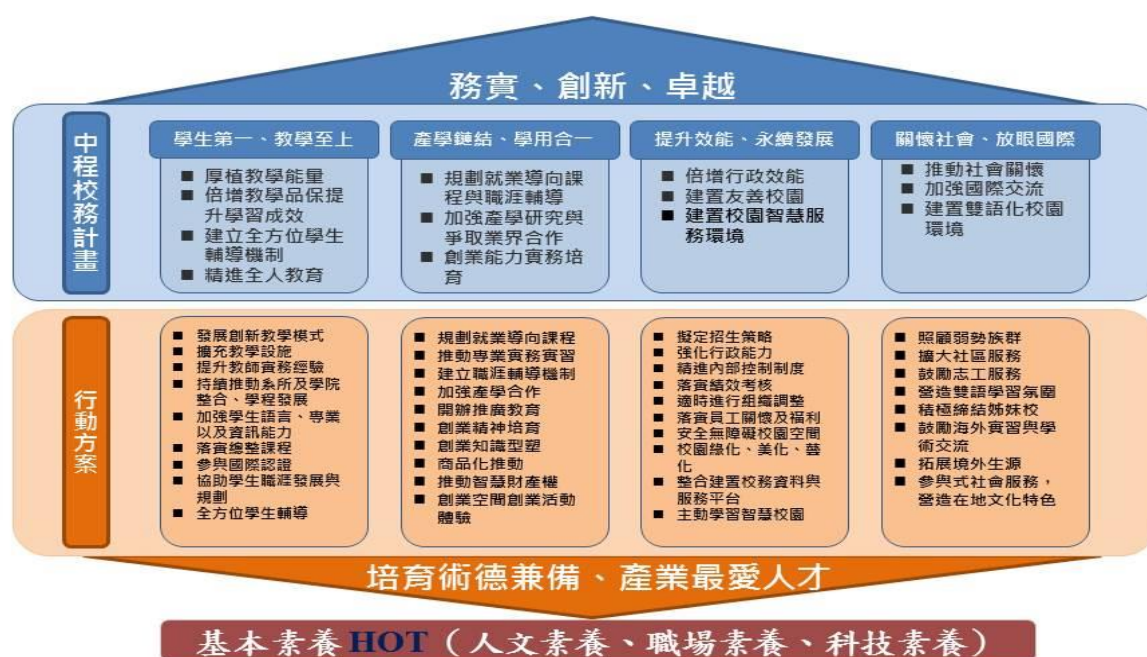 務實、創新、卓越
中程校務計畫
學生第一、教學至上
■ 厚植教學能量
■ 倍增教學品保提
升學習成效
■ 建立全方位學生
輔導機制
■ 精進全人教育
產學鏈結、學用合一
■ 規劃就業導向課
程與職涯輔導
■ 加強產學研究與
爭取業界合作
■ 創業能力實務培
育
提升效能、永續發展
■ 倍增行政效能
■ 建置友善校園
■ 建置校園智慧服
務環境
關懷社會、放眼國際
■ 推動社會關懷
■ 加強國際交流
■ 建置雙語化校園
環境
行動方案
■ 發展創新教學模式
■ 擴充教學設施
■ 提升教師實務經驗
■ 持續推動系所及學院
整合、學程發展
■ 加強學生語言、專業
以及資訊能力
■ 落實總整課程
■ 參與國際認證
■ 協助學生職涯發展與
規劃
■ 全方位學生輔導
■ 規劃就業導向課程
■ 推動專業實務實習
■ 建立職涯輔導機制
■ 加強產學合作
■ 開辦推廣教育
■ 創業精神培育
■ 創業知識型塑
■ 商品化推動
■ 推動智慧財產權
■ 創業空間創業活動
體驗
■ 擬定招生策略
■ 強化行政能力
■ 精進內部控制制度
■ 落實績效考核
■ 適時進行組織調整
■ 落實員工關懷及福利
■ 安全無障礙校園空間
■ 校園綠化、美化、藝
化
■ 整合建置校務資料與
服務平台
■ 主動學習智慧校園
■ 照顧弱勢族群
■ 擴大社區服務
■ 鼓勵志工服務
■ 營造雙語學習氛圍
■ 積極締結姊妹校
■ 鼓勵海外實習與學
術交流
■ 拓展境外生源
■ 參與式社會服務，
營造在地文化特色
培育術德兼備、產業最愛人才
基本素養 HOT（人文素養、職場素養、科技素養）